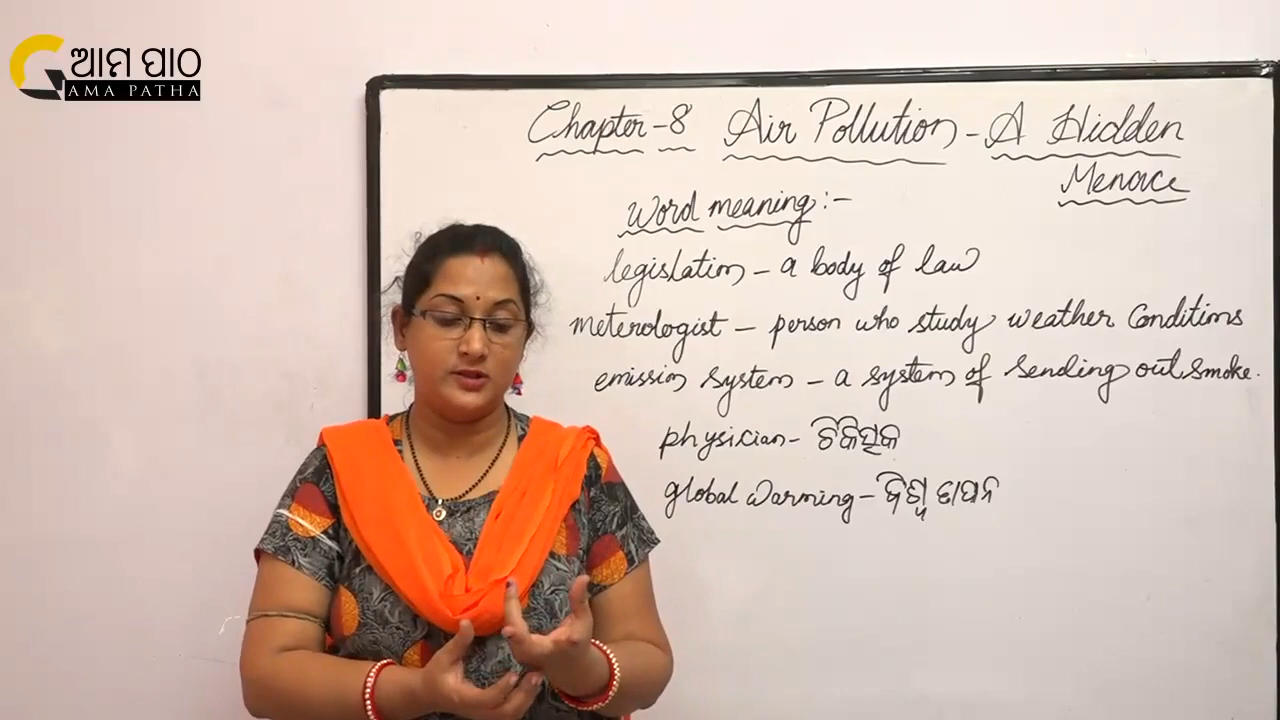 ଆମ ପାଠ
AMA PATHA
Chapter-8 Air Pollution - A Hidden
Menace
Word meaning :-
legislation - a body of law
meterologist - person who study weather Conditions
emission system - a system of sending out smoke.
physician - ଚିକିତ୍ସକ
global warming - ବିଶ୍ୱ ତାପନ